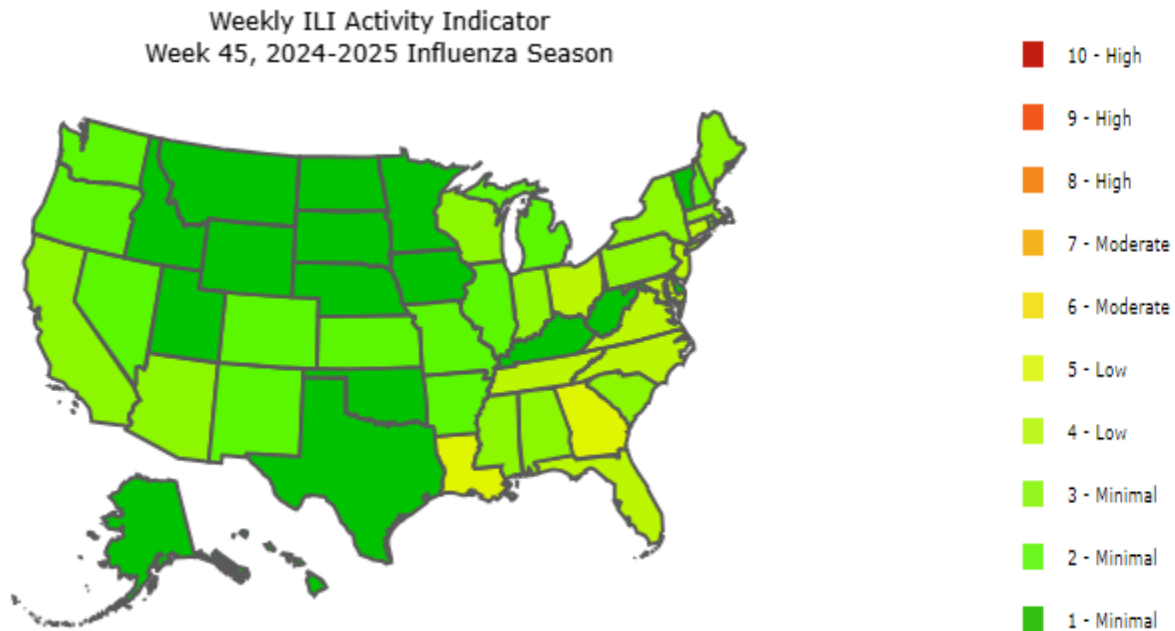 Weekly ILI Activity Indicator
Week 45, 2024-2025 Influenza Season
10 - High
9 - High
8 - High
7 - Moderate
6 - Moderate
5 - Low
4 - Low
3 - Minimal
2 - Minimal
1 - Minimal